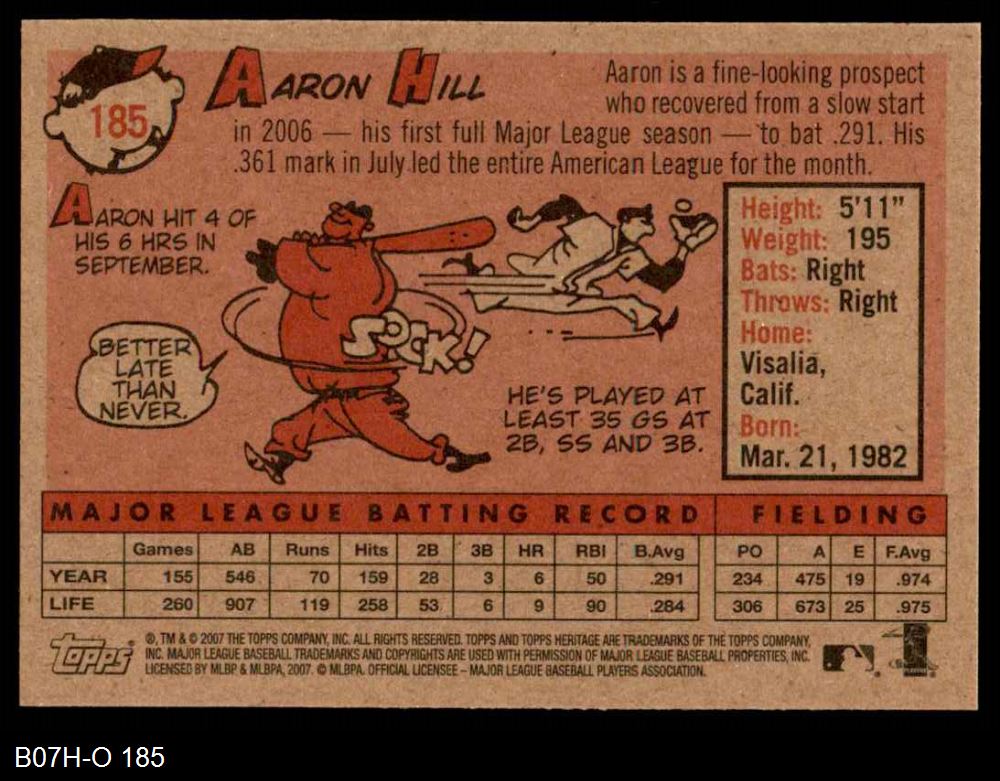 185
AARON HILL
Aaron is a fine-looking prospect
who recovered from a slow start
in 2006 — his first full Major League season — to bat .291. His
.361 mark in July led the entire American League for the month.
AARON HIT 4 OF
HIS 6 HRS IN
SEPTEMBER.
BETTER
LATE
THAN
NEVER.
SOCK!
HE'S PLAYED AT
LEAST 35 GS AT
2B, SS AND 3B.
Height: 5'11"
Weight: 195
Bats: Right
Throws: Right
Home:
Visalia,
Calif.
Born:
Mar. 21, 1982
MAJOR LEAGUE BATTING RECORD FIELDING
Games AB Runs Hits 2B 3B HR RBI B.Avg PO A E F.Avg
YEAR 155 546 70 159 28 3 6 50 .291 234 475 19 .974
LIFE 260 907 119 258 53 6 9 90 .284 306 673 25 .975
Topps
®, TM & © 2007 THE TOPPS COMPANY, INC. ALL RIGHTS RESERVED. TOPPS AND TOPPS HERITAGE ARE TRADEMARKS OF THE TOPPS COMPANY,
INC. MAJOR LEAGUE BASEBALL TRADEMARKS AND COPYRIGHTS ARE USED WITH PERMISSION OF MAJOR LEAGUE BASEBALL PROPERTIES, INC.
LICENSED BY MLBP & MLBPA, 2007. © MLBPA. OFFICIAL LICENSEE – MAJOR LEAGUE BASEBALL PLAYERS ASSOCIATION.
B07H-O 185